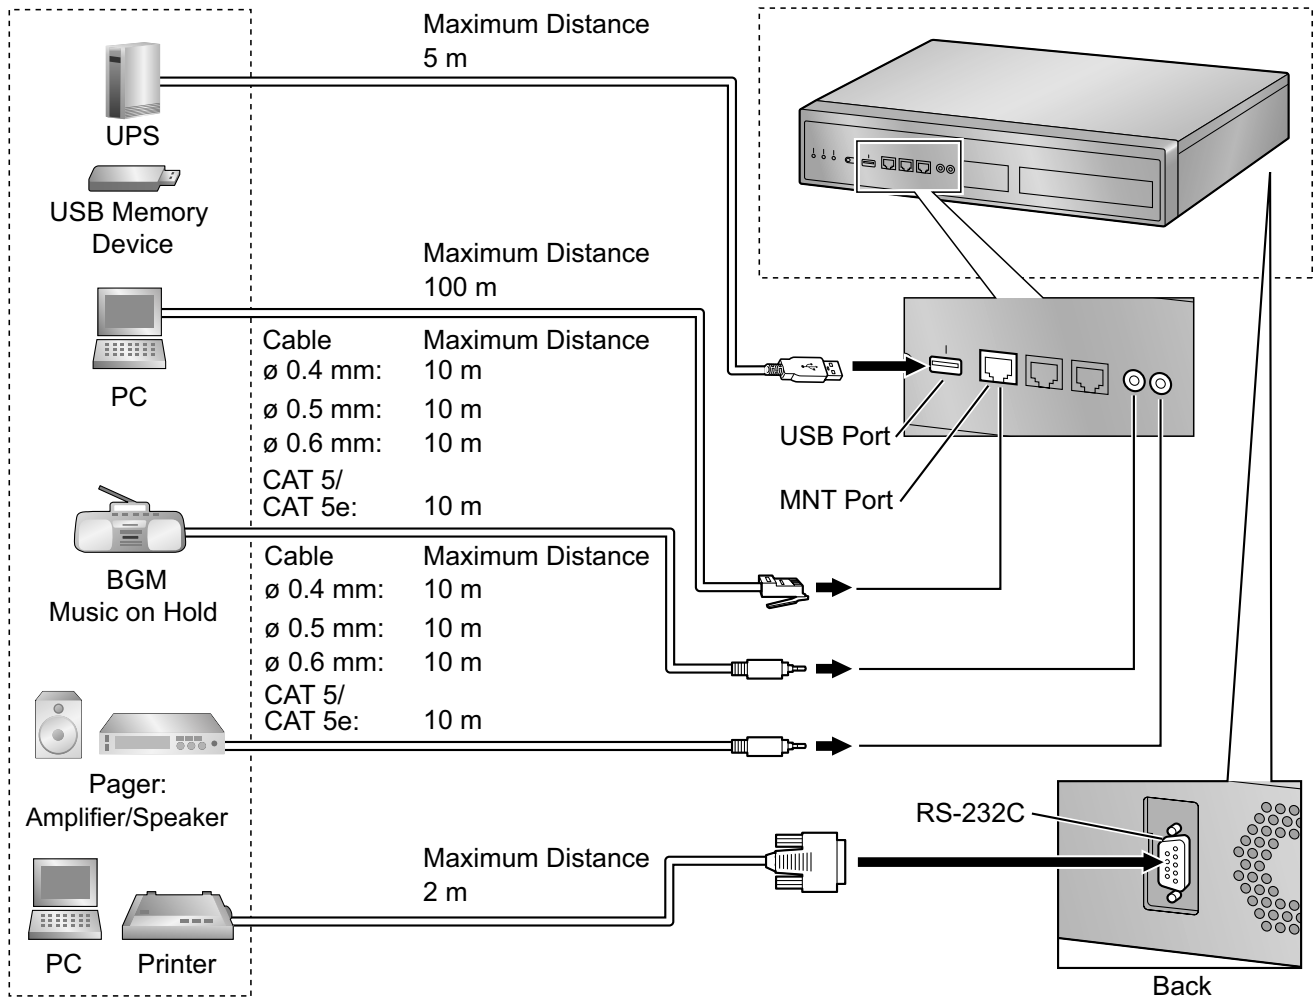 Maximum Distance
5 m
UPS
USB Memory
Device
Maximum Distance
100 m
PC
Cable Maximum Distance
ø 0.4 mm: 10 m
ø 0.5 mm: 10 m
ø 0.6 mm: 10 m
CAT 5/
CAT 5e: 10 m
USB Port
MNT Port
BGM
Music on Hold
Cable Maximum Distance
ø 0.4 mm: 10 m
ø 0.5 mm: 10 m
ø 0.6 mm: 10 m
CAT 5/
CAT 5e: 10 m
Pager:
Amplifier/Speaker
RS-232C
Maximum Distance
2 m
PC Printer
Back